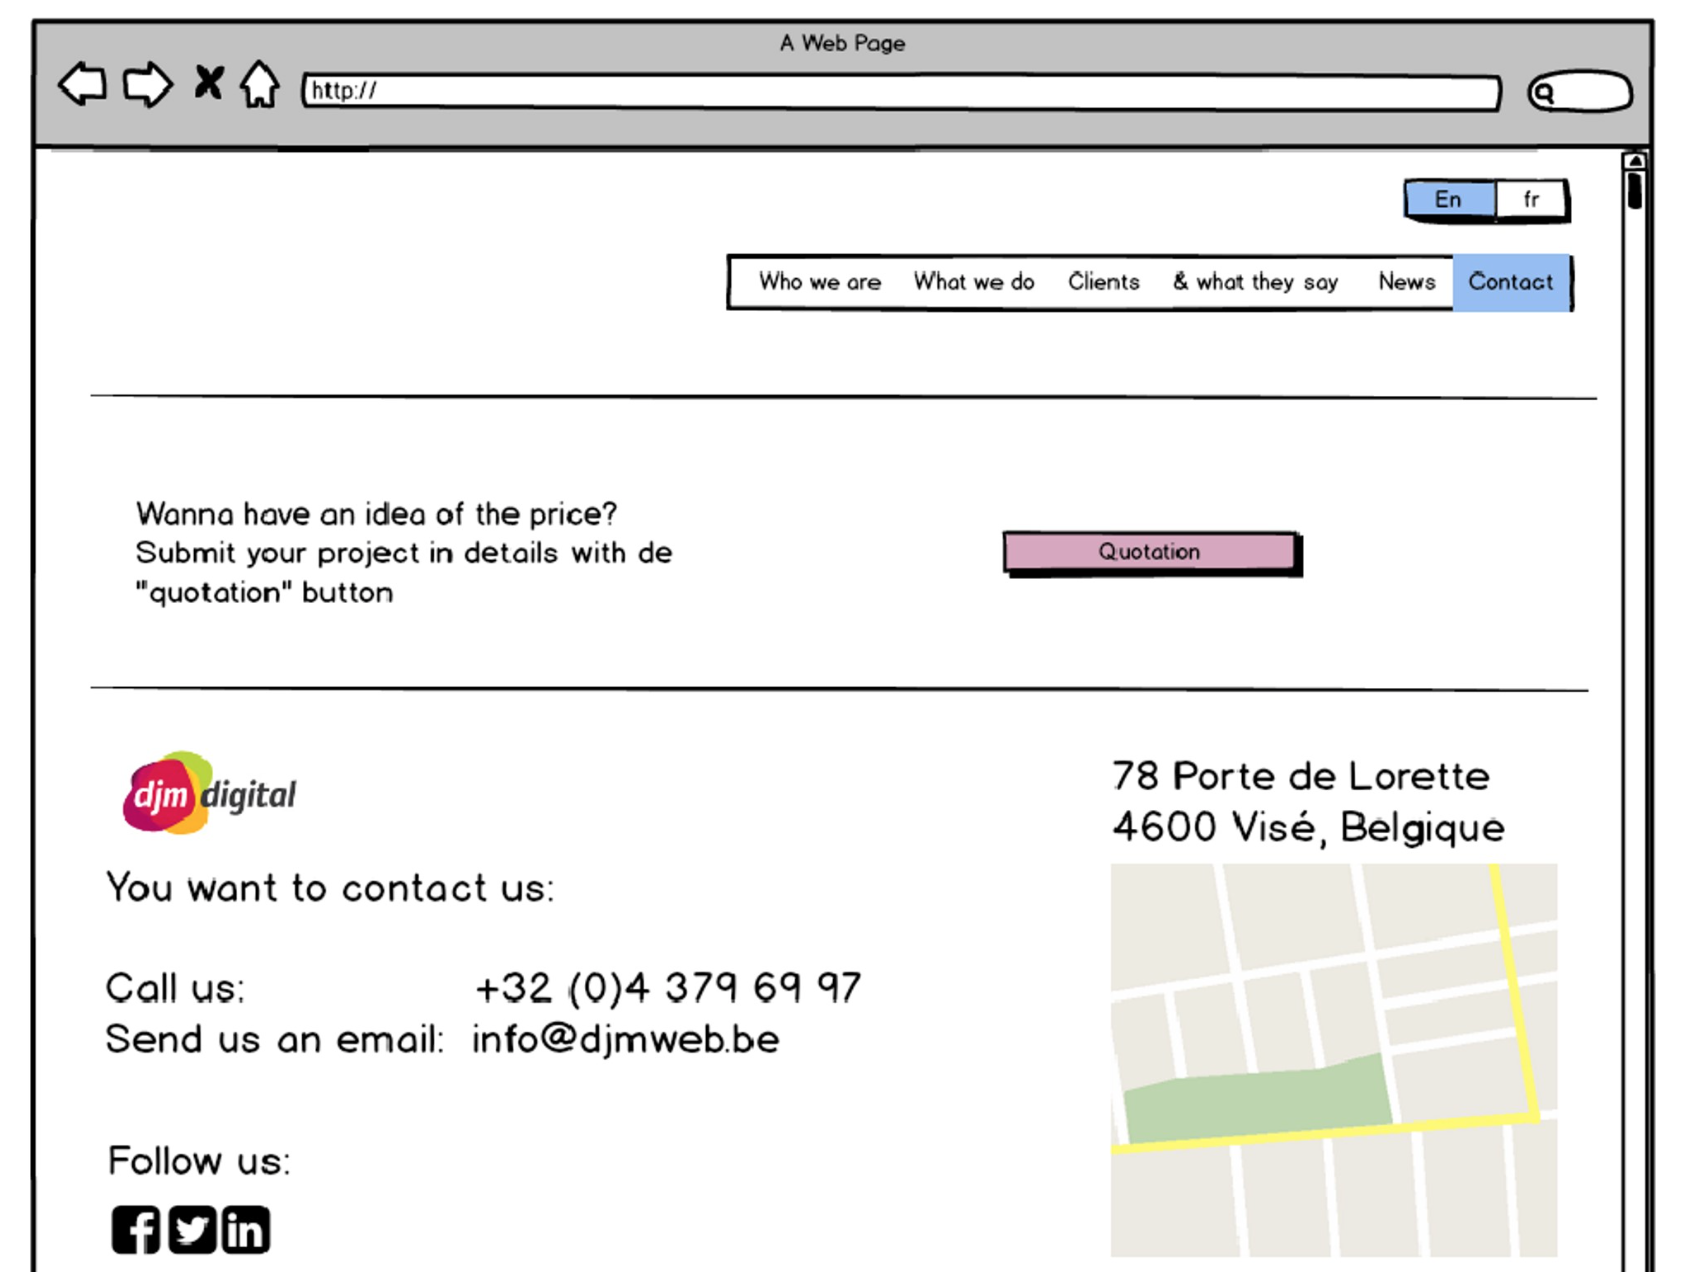 A Web Page
http://
En fr
Who we are What we do Clients & what they say News Contact
Wanna have an idea of the price?
Submit your project in details with de
"quotation" button
Quotation
djm digital
78 Porte de Lorette
4600 Visé, Belgique
You want to contact us:
Call us: +32 (0)4 379 69 97
Send us an email: info@djmweb.be
Follow us:
f in